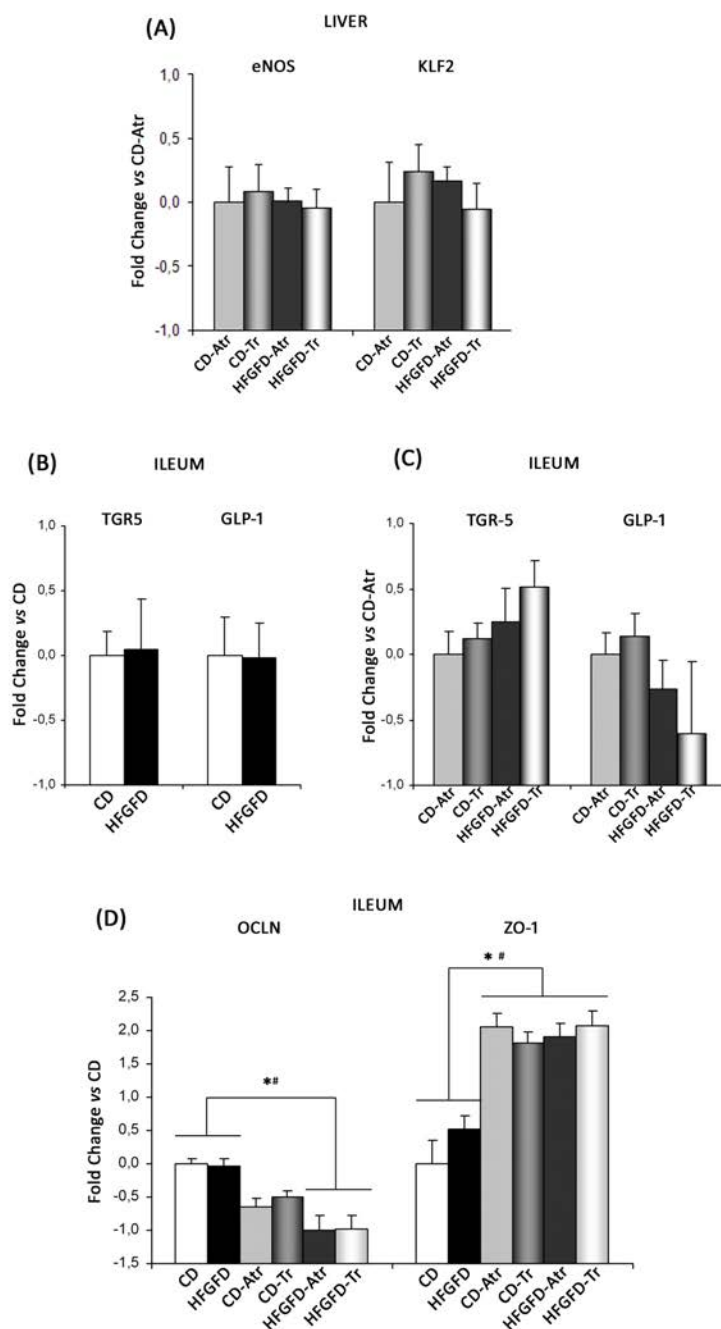 (A) LIVER
eNOS KLF2
Fold Change vs CD-Atr
1,0
0,5
0,0
-0,5
-1,0
CD-Atr CD-Tr HFGFD-Atr HFGFD-Tr CD-Atr CD-Tr HFGFD-Atr HFGFD-Tr
(B) ILEUM
TGR5 GLP-1
Fold Change vs CD
1,0
0,5
0,0
-0,5
-1,0
CD HFGFD CD HFGFD
(C) ILEUM
TGR-5 GLP-1
Fold Change vs CD-Atr
1,0
0,5
0,0
-0,5
-1,0
CD-Atr CD-Tr HFGFD-Atr HFGFD-Tr CD-Atr CD-Tr HFGFD-Atr HFGFD-Tr
(D) ILEUM
OCLN ZO-1
* #
*#
Fold Change vs CD
2,5
2,0
1,5
1,0
0,5
0,0
-0,5
-1,0
-1,5
CD HFGFD CD-Atr CD-Tr HFGFD-Atr HFGFD-Tr CD HFGFD CD-Atr CD-Tr HFGFD-Atr HFGFD-Tr